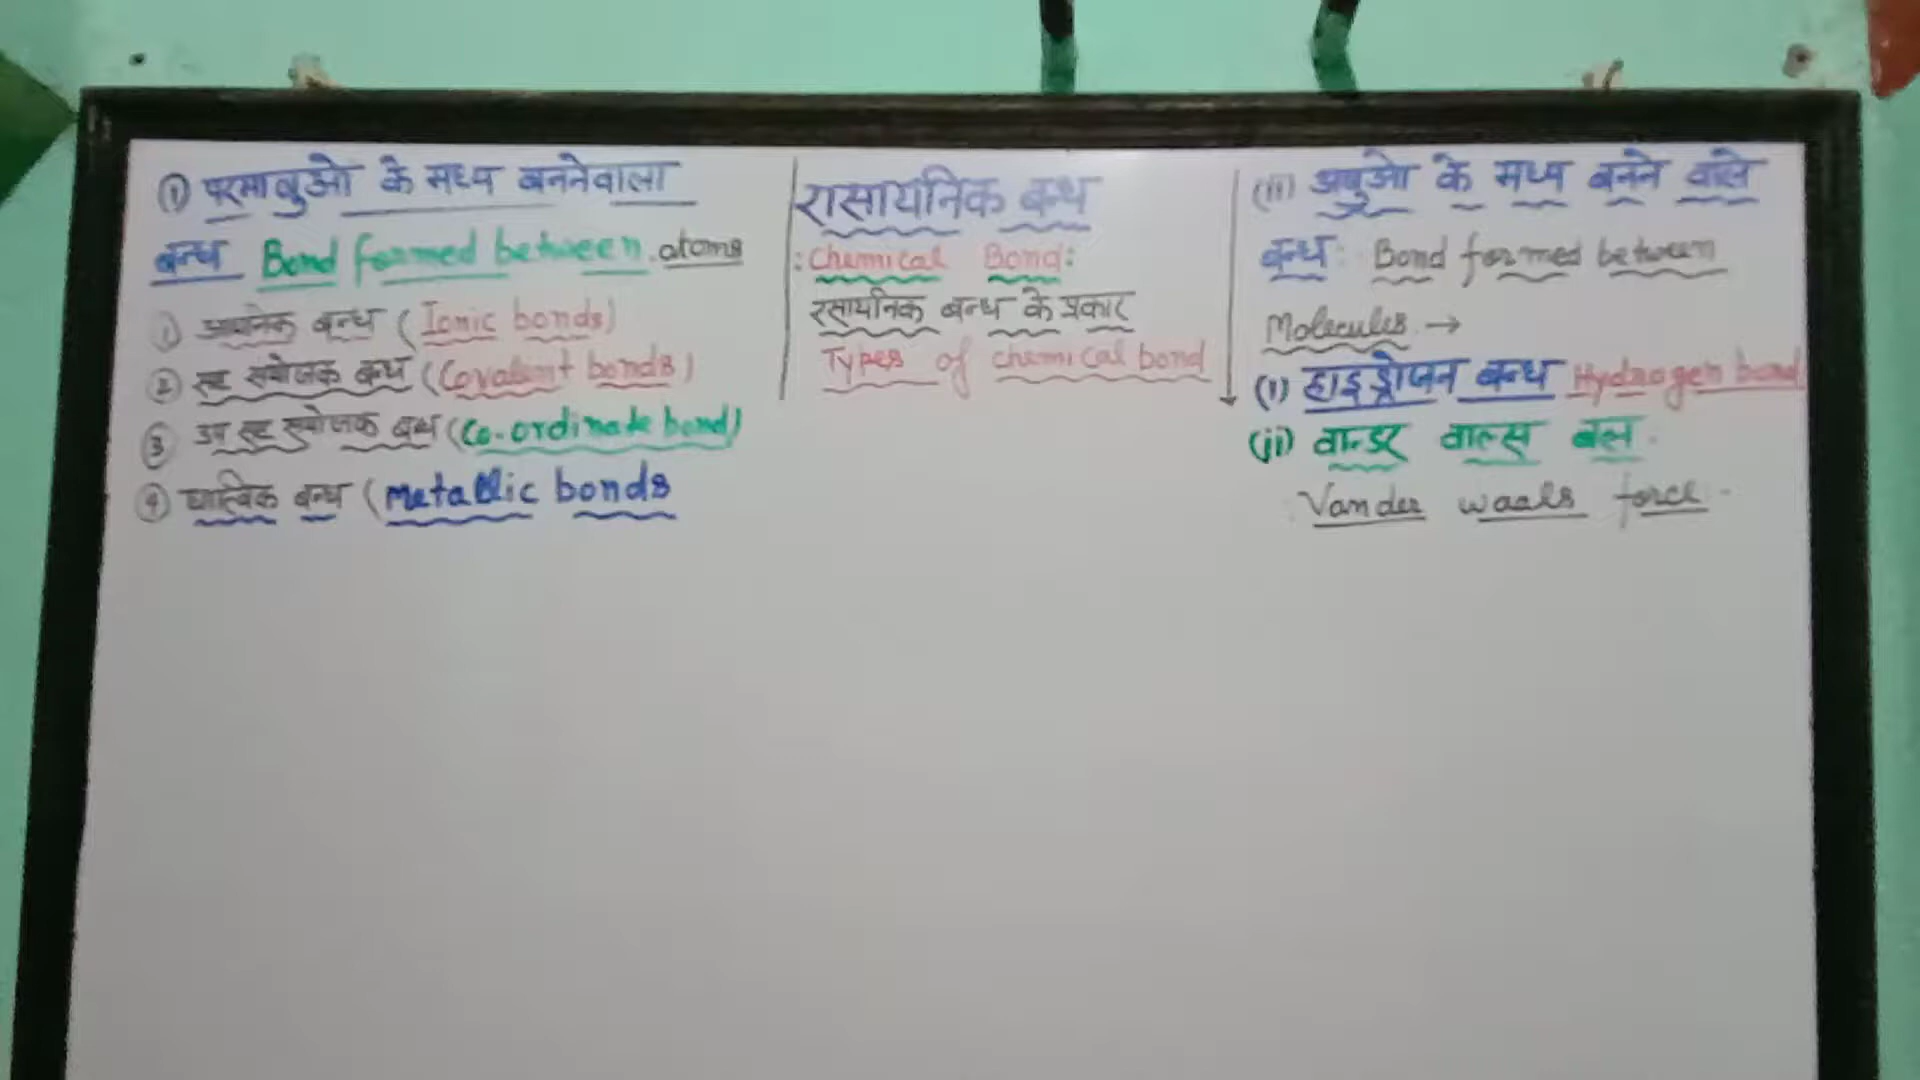 ① परमाणुओ के मध्य बननेवाला
बन्ध Bond formed between atoms
① आयनिक बन्ध (Ionic bonds)
② सह संयोजक बन्ध (Covalent bonds)
③ उप सह संयोजक बन्ध (Co-ordinate bond)
④ धात्विक बन्ध (Metallic bonds
रासायनिक बन्ध
:Chemical Bond:
रसायनिक बन्ध के प्रकार
Types of chemical bond
(ii) अणुओ के मध्य बनने वाले
बन्ध: Bond formed between
Molecules →
(i) हाइड्रोजन बन्ध Hydrogen bond
(ii) वान्डर वाल्स बल
Vander waals force